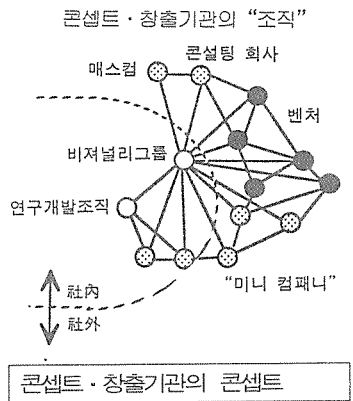 콘셉트 · 창출기관의 “조직”
콘설팅 회사
매스컴
벤처
비져널리그룹
연구개발조직
“미니 컴패니”
社內
社外
콘셉트 · 창출기관의 콘셉트